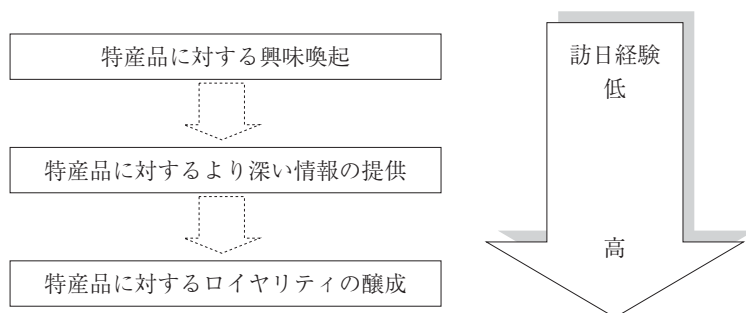 特産品に対する興味喚起
特産品に対するより深い情報の提供
特産品に対するロイヤリティの醸成
訪日経験
低
高